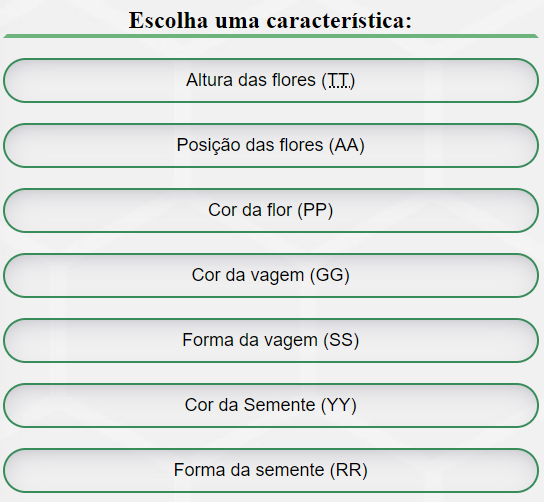 Escolha uma característica:
Altura das flores (TT)
Posição das flores (AA)
Cor da flor (PP)
Cor da vagem (GG)
Forma da vagem (SS)
Cor da Semente (YY)
Forma da semente (RR)